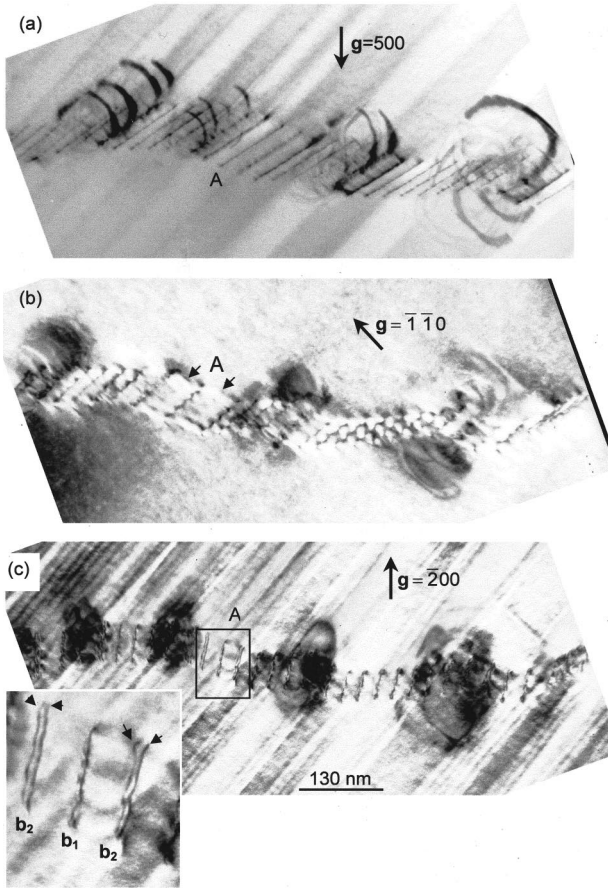 (a)
g=500
A
(b)
g = 1̅ 1̅ 0
A
(c)
A
g = 2̅00
130 nm
b₂
b₁
b₂